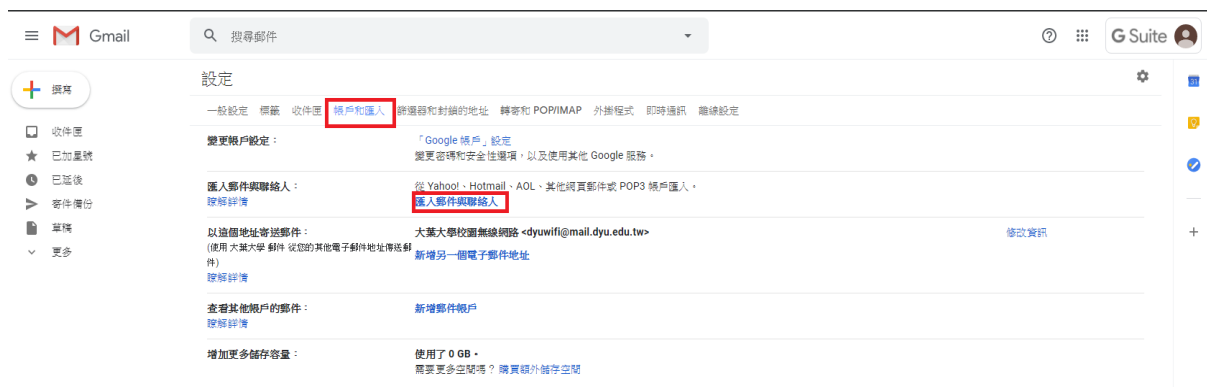 Gmail
搜尋郵件
G Suite
撰寫
收件匣
已加星號
已延後
寄件備份
草稿
更多
設定
一般設定 標籤 收件匣 帳戶和匯入 篩選器和封鎖的地址 轉寄和 POP/IMAP 外掛程式 即時通訊 離線設定
變更帳戶設定：
「Google 帳戶」設定
變更密碼和安全性選項，以及使用其他 Google 服務。
匯入郵件與聯絡人：
瞭解詳情
從 Yahoo!、Hotmail、AOL、其他網頁郵件或 POP3 帳戶匯入。
匯入郵件與聯絡人
以這個地址寄送郵件：
(使用 大葉大學 郵件 從您的其他電子郵件地址傳送郵
件)
瞭解詳情
大葉大學校園無線網路 <dyuwifi@mail.dyu.edu.tw>
修改資訊
新增另一個電子郵件地址
查看其他帳戶的郵件：
瞭解詳情
新增郵件帳戶
增加更多儲存容量：
使用了 0 GB。
需要更多空間嗎？ 購買額外儲存空間
31